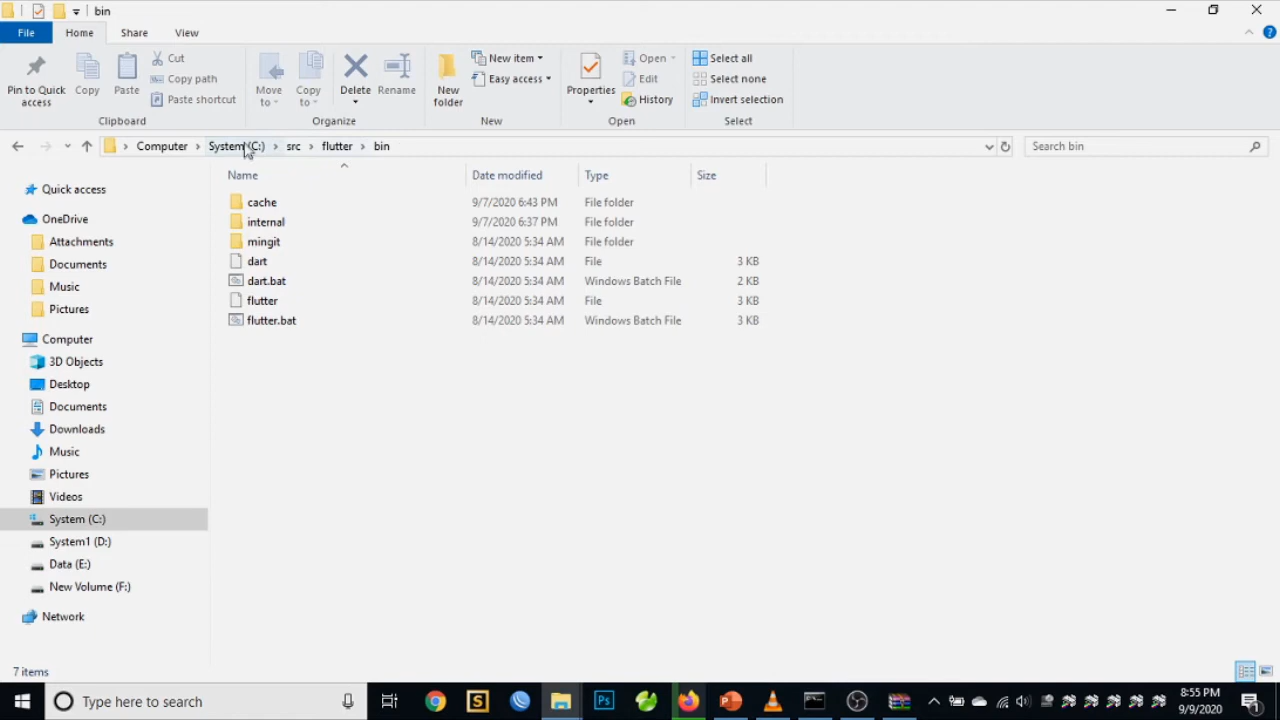 bin
File Home Share View
Pin to Quick access
Copy
Paste
Cut
Copy path
Paste shortcut
Clipboard
Move to
Copy to
Delete
Rename
Organize
New folder
New item
Easy access
New
Properties
Open
Edit
History
Open
Select all
Select none
Invert selection
Select
Computer System (C:) src flutter bin
Search bin
Quick access
OneDrive
Attachments
Documents
Music
Pictures
Computer
3D Objects
Desktop
Documents
Downloads
Music
Pictures
Videos
System (C:)
System1 (D:)
Data (E:)
New Volume (F:)
Network
Name Date modified Type Size
cache 9/7/2020 6:43 PM File folder
internal 9/7/2020 6:37 PM File folder
mingit 8/14/2020 5:34 AM File folder
dart 8/14/2020 5:34 AM File 3 KB
dart.bat 8/14/2020 5:34 AM Windows Batch File 2 KB
flutter 8/14/2020 5:34 AM File 3 KB
flutter.bat 8/14/2020 5:34 AM Windows Batch File 3 KB
7 items
Type here to search
8:55 PM
9/9/2020